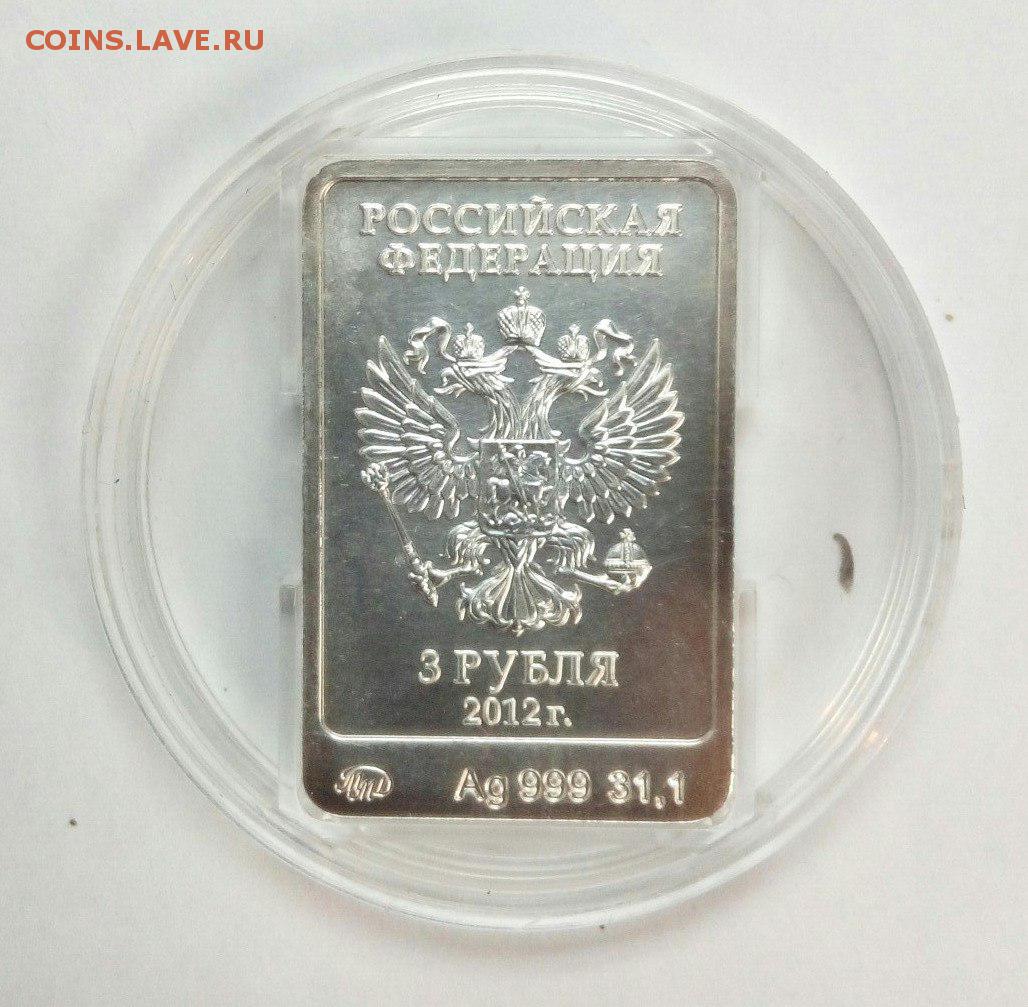 COINS.LAVE.RU
РОССИЙСКАЯ
ФЕДЕРАЦИЯ
3 РУБЛЯ
2012 г.
ММД Ag 999 31,1